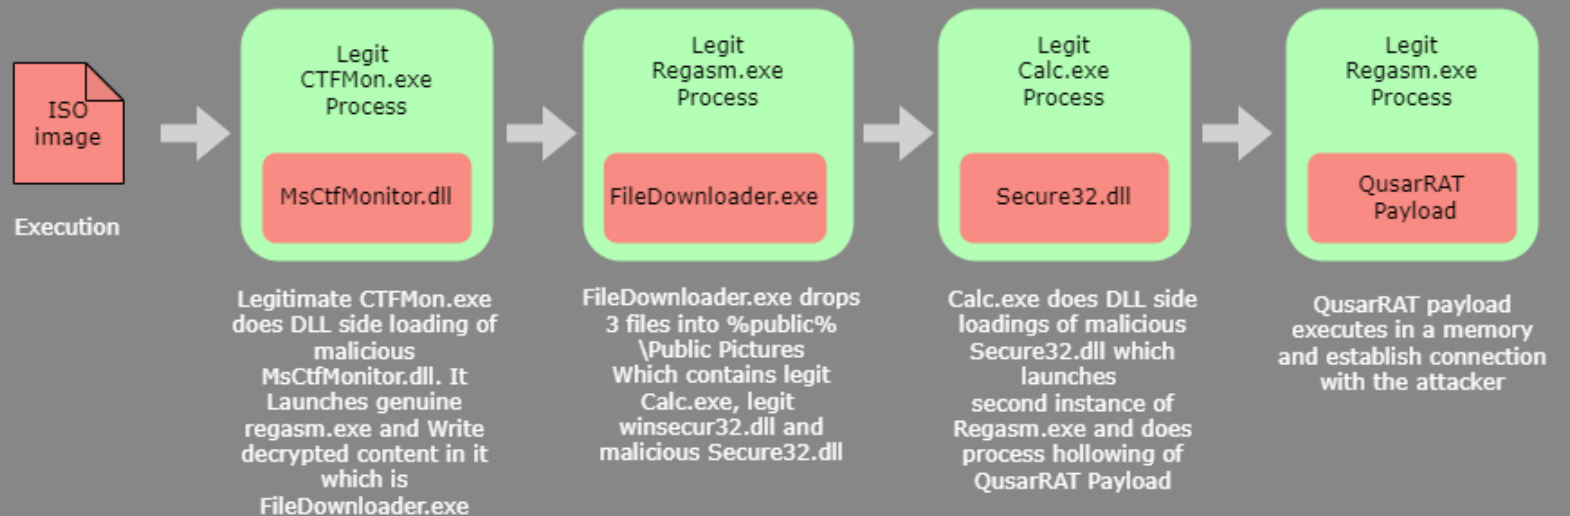 ISO
image
Execution
Legit
CTFMon.exe
Process
MsCtfMonitor.dll
Legitimate CTFMon.exe
does DLL side loading of
malicious
MsCtfMonitor.dll. It
Launches genuine
regasm.exe and Write
decrypted content in it
which is
FileDownloader.exe
Legit
Regasm.exe
Process
FileDownloader.exe
FileDownloader.exe drops
3 files into %public%
\Public Pictures
Which contains legit
Calc.exe, legit
winsecur32.dll and
malicious Secure32.dll
Legit
Calc.exe
Process
Secure32.dll
Calc.exe does DLL side
loadings of malicious
Secure32.dll which
launches
second instance of
Regasm.exe and does
process hollowing of
QusarRAT Payload
Legit
Regasm.exe
Process
QusarRAT
Payload
QusarRAT payload
executes in a memory
and establish connection
with the attacker